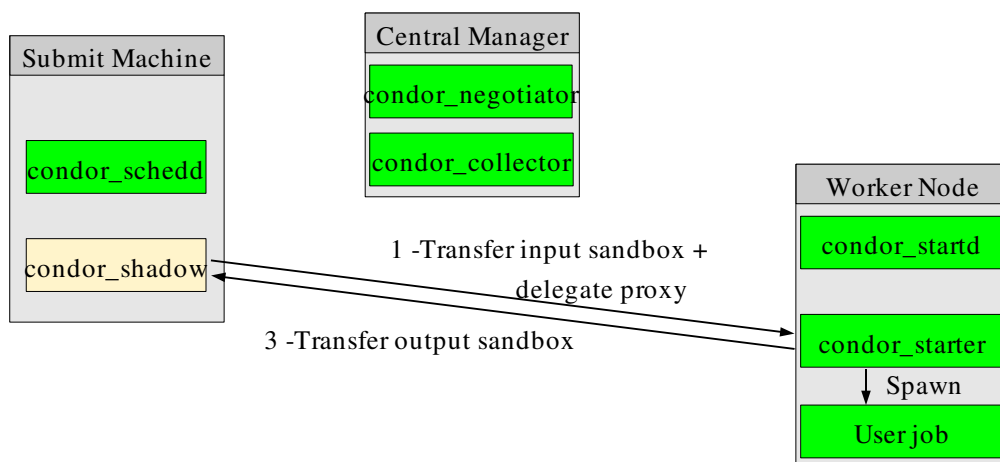 Submit Machine
condor_schedd
condor_shadow
Central Manager
condor_negotiator
condor_collector
1 -Transfer input sandbox +
delegate proxy
3 -Transfer output sandbox
Worker Node
condor_startd
condor_starter
Spawn
User job